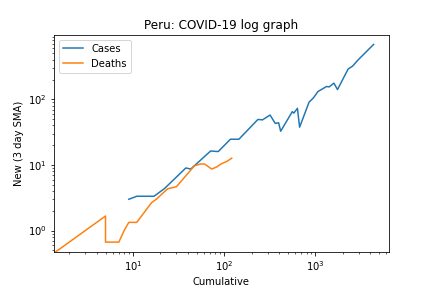 Peru: COVID-19 log graph
Cases
Deaths
New (3 day SMA)
10²
10¹
10⁰
10¹ 10² 10³
Cumulative